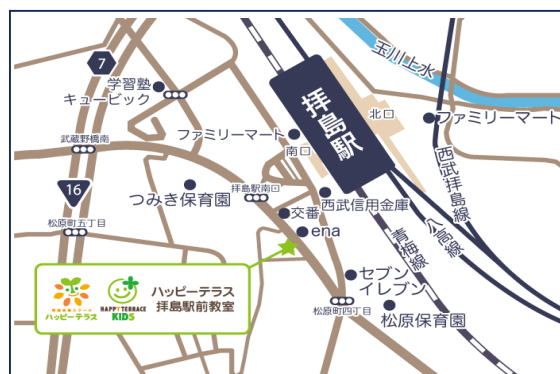 玉川上水
7
学習塾
キュービック
拝島駅
北口
ファミリーマート
ファミリーマート
武蔵野橋南
南口
西武拝島線
16
つみき保育園
拝島駅南口
西武信用金庫
八高線
交番
青梅線
松原町五丁目
ena
セブン
イレブン
ハッピーテラス
HAPPY TERRACE
KIDS
ハッピーテラス
拝島駅前教室
松原町四丁目
松原保育園